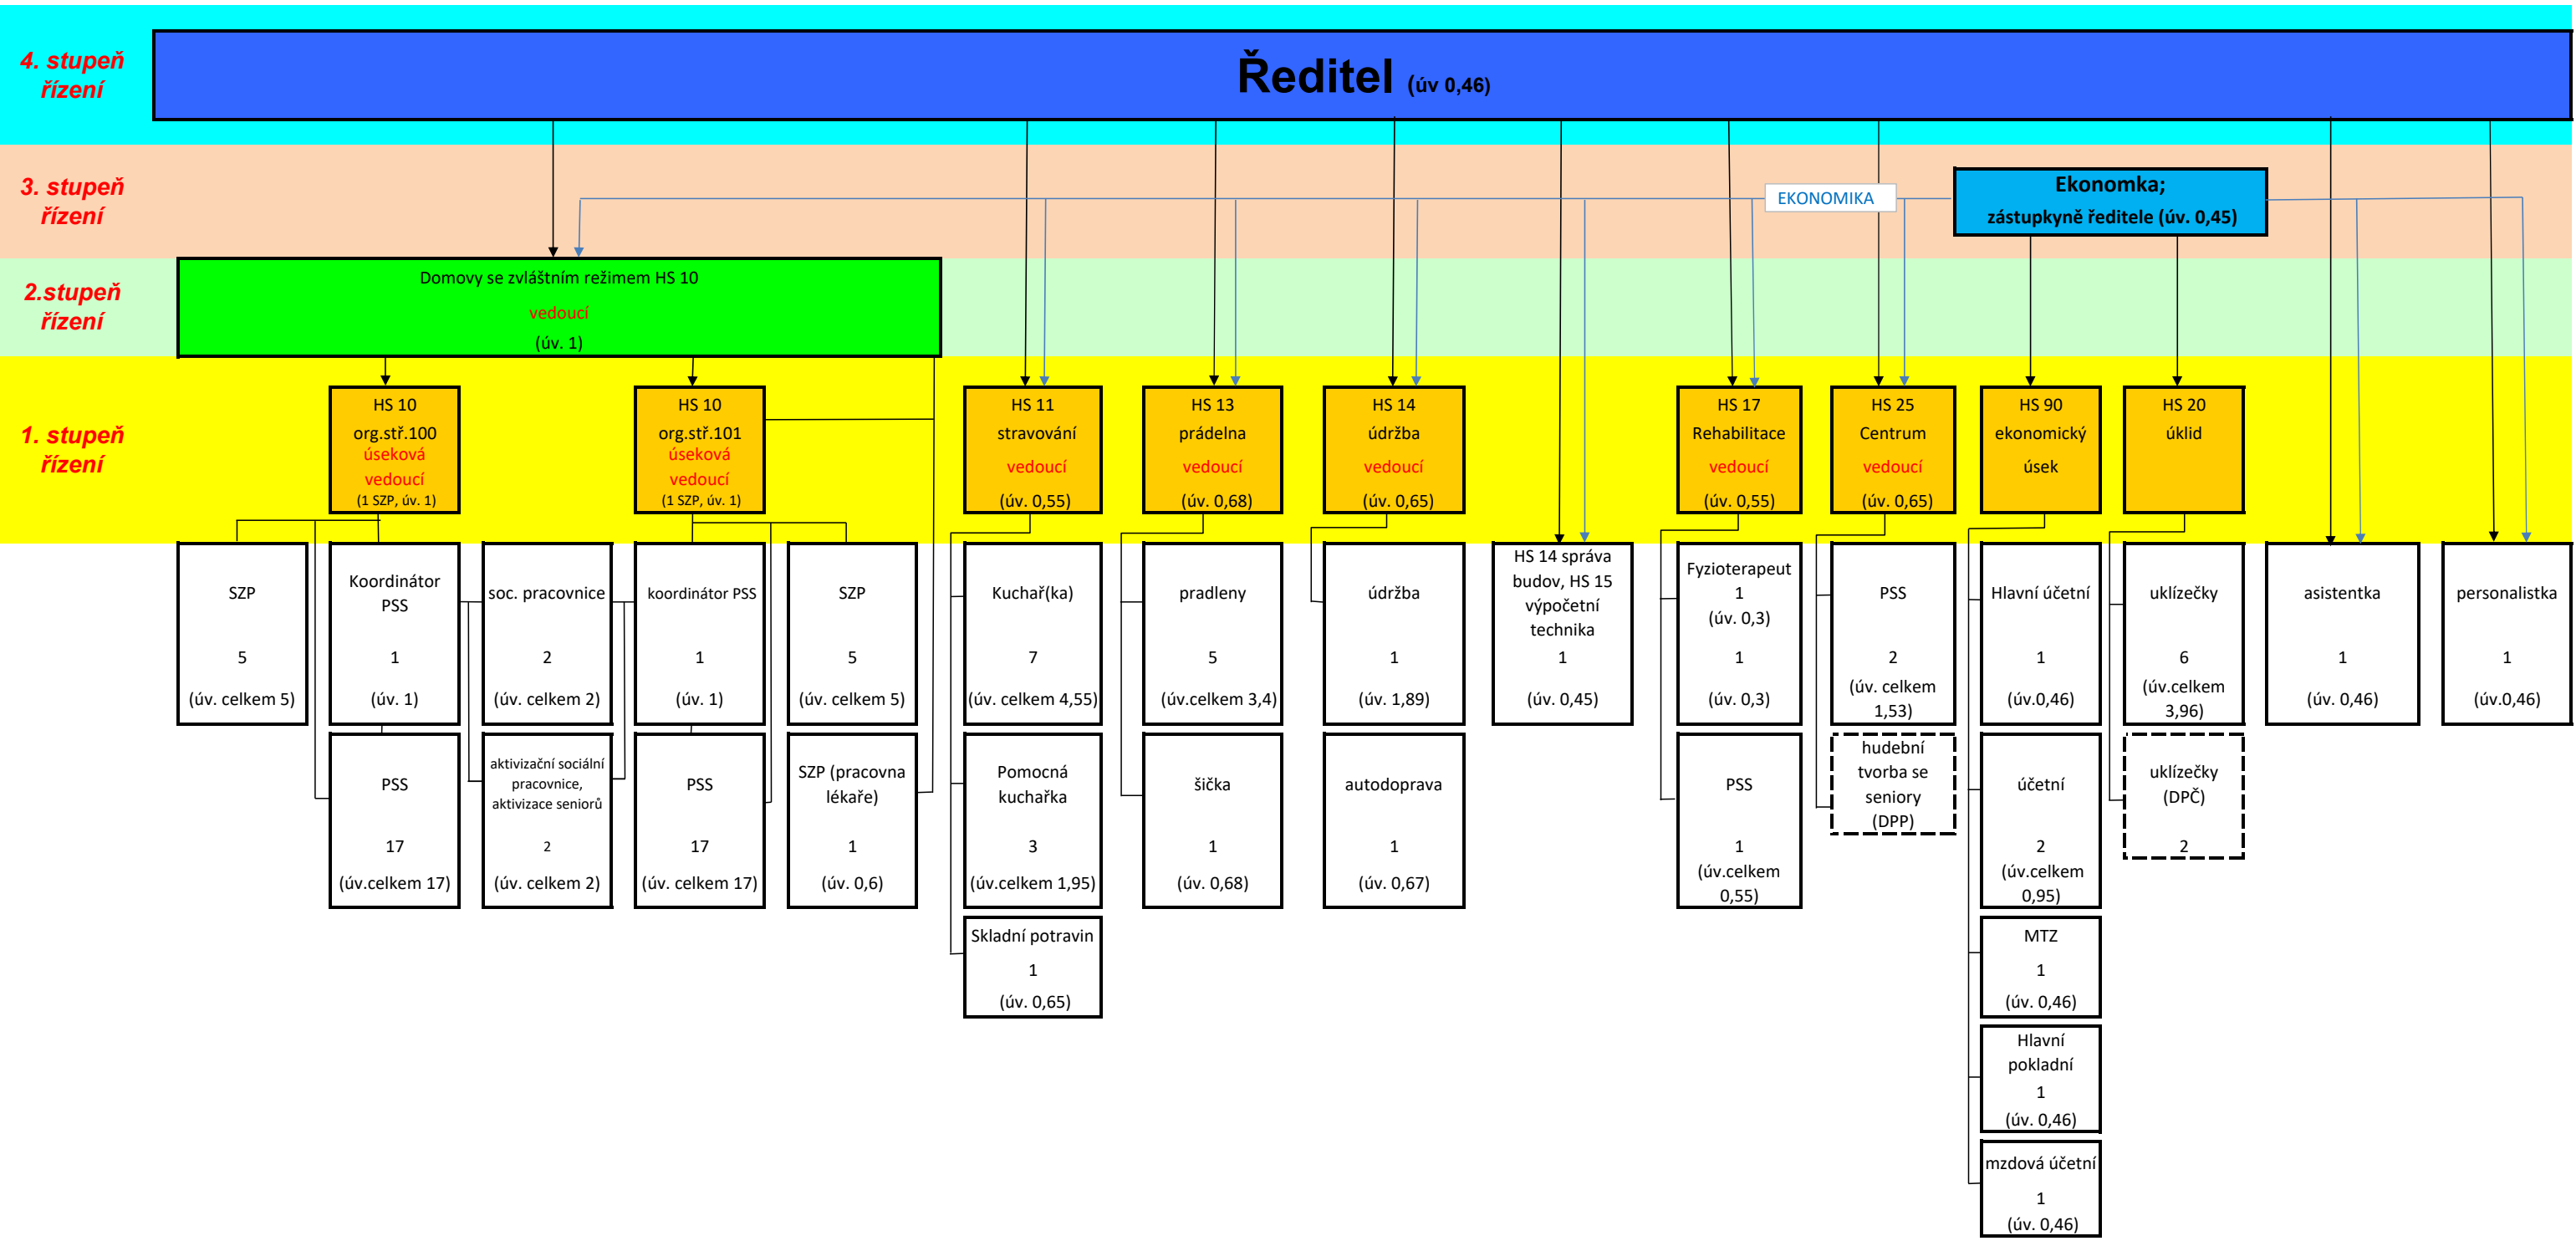 4. stupeň
řízení
Ředitel (úv 0,46)
3. stupeň
řízení
EKONOMIKA
Ekonomka;
zástupkyně ředitele (úv. 0,45)
2.stupeň
řízení
Domovy se zvláštním režimem HS 10
vedoucí
(úv. 1)
1. stupeň
řízení
HS 10
org.stř.100
úseková
vedoucí
(1 SZP, úv. 1)
HS 10
org.stř.101
úseková
vedoucí
(1 SZP, úv. 1)
HS 11
stravování
vedoucí
(úv. 0,55)
HS 13
prádelna
vedoucí
(úv. 0,68)
HS 14
údržba
vedoucí
(úv. 0,65)
HS 17
Rehabilitace
vedoucí
(úv. 0,55)
HS 25
Centrum
vedoucí
(úv. 0,65)
HS 90
ekonomický
úsek
HS 20
úklid
SZP
5
(úv. celkem 5)
Koordinátor
PSS
1
(úv. 1)
soc. pracovnice
2
(úv. celkem 2)
koordinátor PSS
1
(úv. 1)
SZP
5
(úv. celkem 5)
Kuchař(ka)
7
(úv. celkem 4,55)
pradleny
5
(úv.celkem 3,4)
údržba
1
(úv. 1,89)
HS 14 správa
budov, HS 15
výpočetní
technika
1
(úv. 0,45)
Fyzioterapeut
1
(úv. 0,3)
1
(úv. 0,3)
PSS
2
(úv. celkem
1,53)
Hlavní účetní
1
(úv.0,46)
uklízečky
6
(úv.celkem
3,96)
asistentka
1
(úv. 0,46)
personalistka
1
(úv.0,46)
PSS
17
(úv.celkem 17)
aktivizační sociální
pracovnice,
aktivizace seniorů
2
(úv. celkem 2)
PSS
17
(úv. celkem 17)
SZP (pracovna
lékaře)
1
(úv. 0,6)
Pomocná
kuchařka
3
(úv.celkem 1,95)
šička
1
(úv. 0,68)
autodoprava
1
(úv. 0,67)
PSS
1
(úv.celkem
0,55)
hudební
tvorba se
seniory
(DPP)
účetní
2
(úv.celkem
0,95)
uklízečky
(DPČ)
2
Skladní potravin
1
(úv. 0,65)
MTZ
1
(úv. 0,46)
Hlavní
pokladní
1
(úv. 0,46)
mzdová účetní
1
(úv. 0,46)